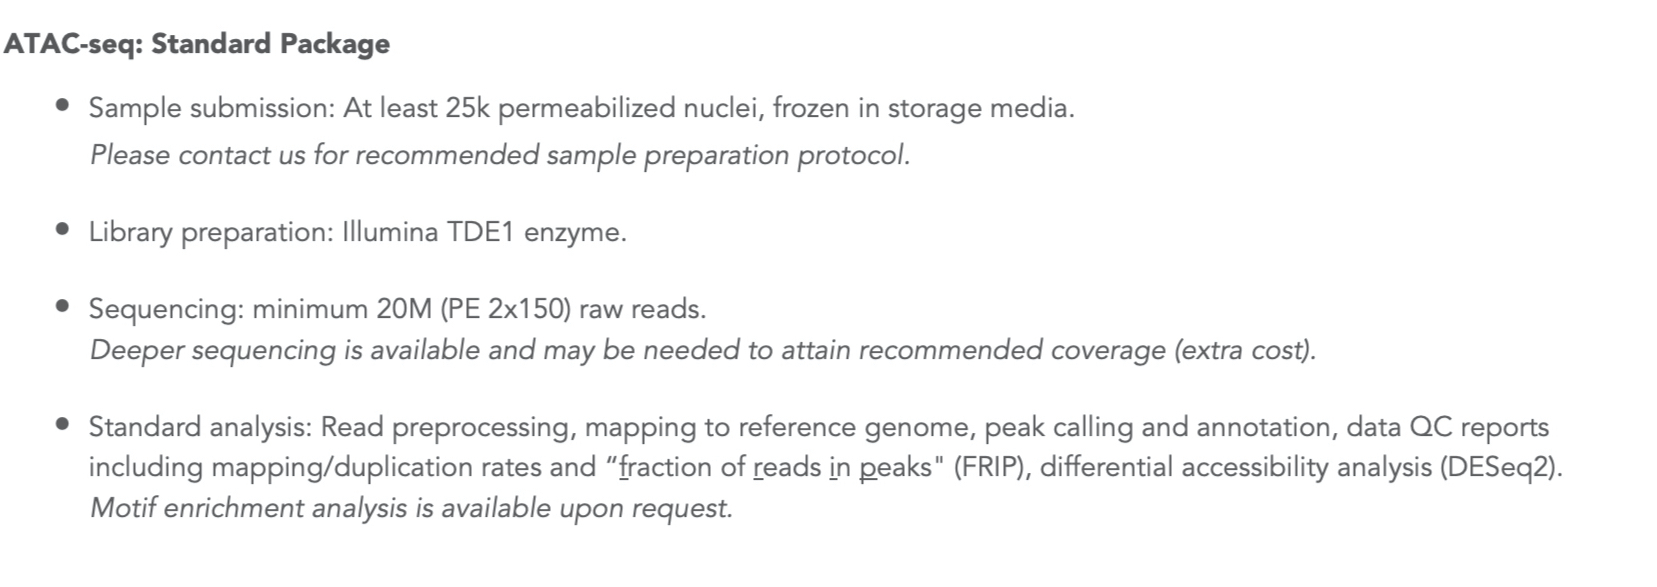 ATAC-seq: Standard Package
• Sample submission: At least 25k permeabilized nuclei, frozen in storage media.
Please contact us for recommended sample preparation protocol.
• Library preparation: Illumina TDE1 enzyme.
• Sequencing: minimum 20M (PE 2x150) raw reads.
Deeper sequencing is available and may be needed to attain recommended coverage (extra cost).
• Standard analysis: Read preprocessing, mapping to reference genome, peak calling and annotation, data QC reports
including mapping/duplication rates and “fraction of reads in peaks" (FRIP), differential accessibility analysis (DESeq2).
Motif enrichment analysis is available upon request.